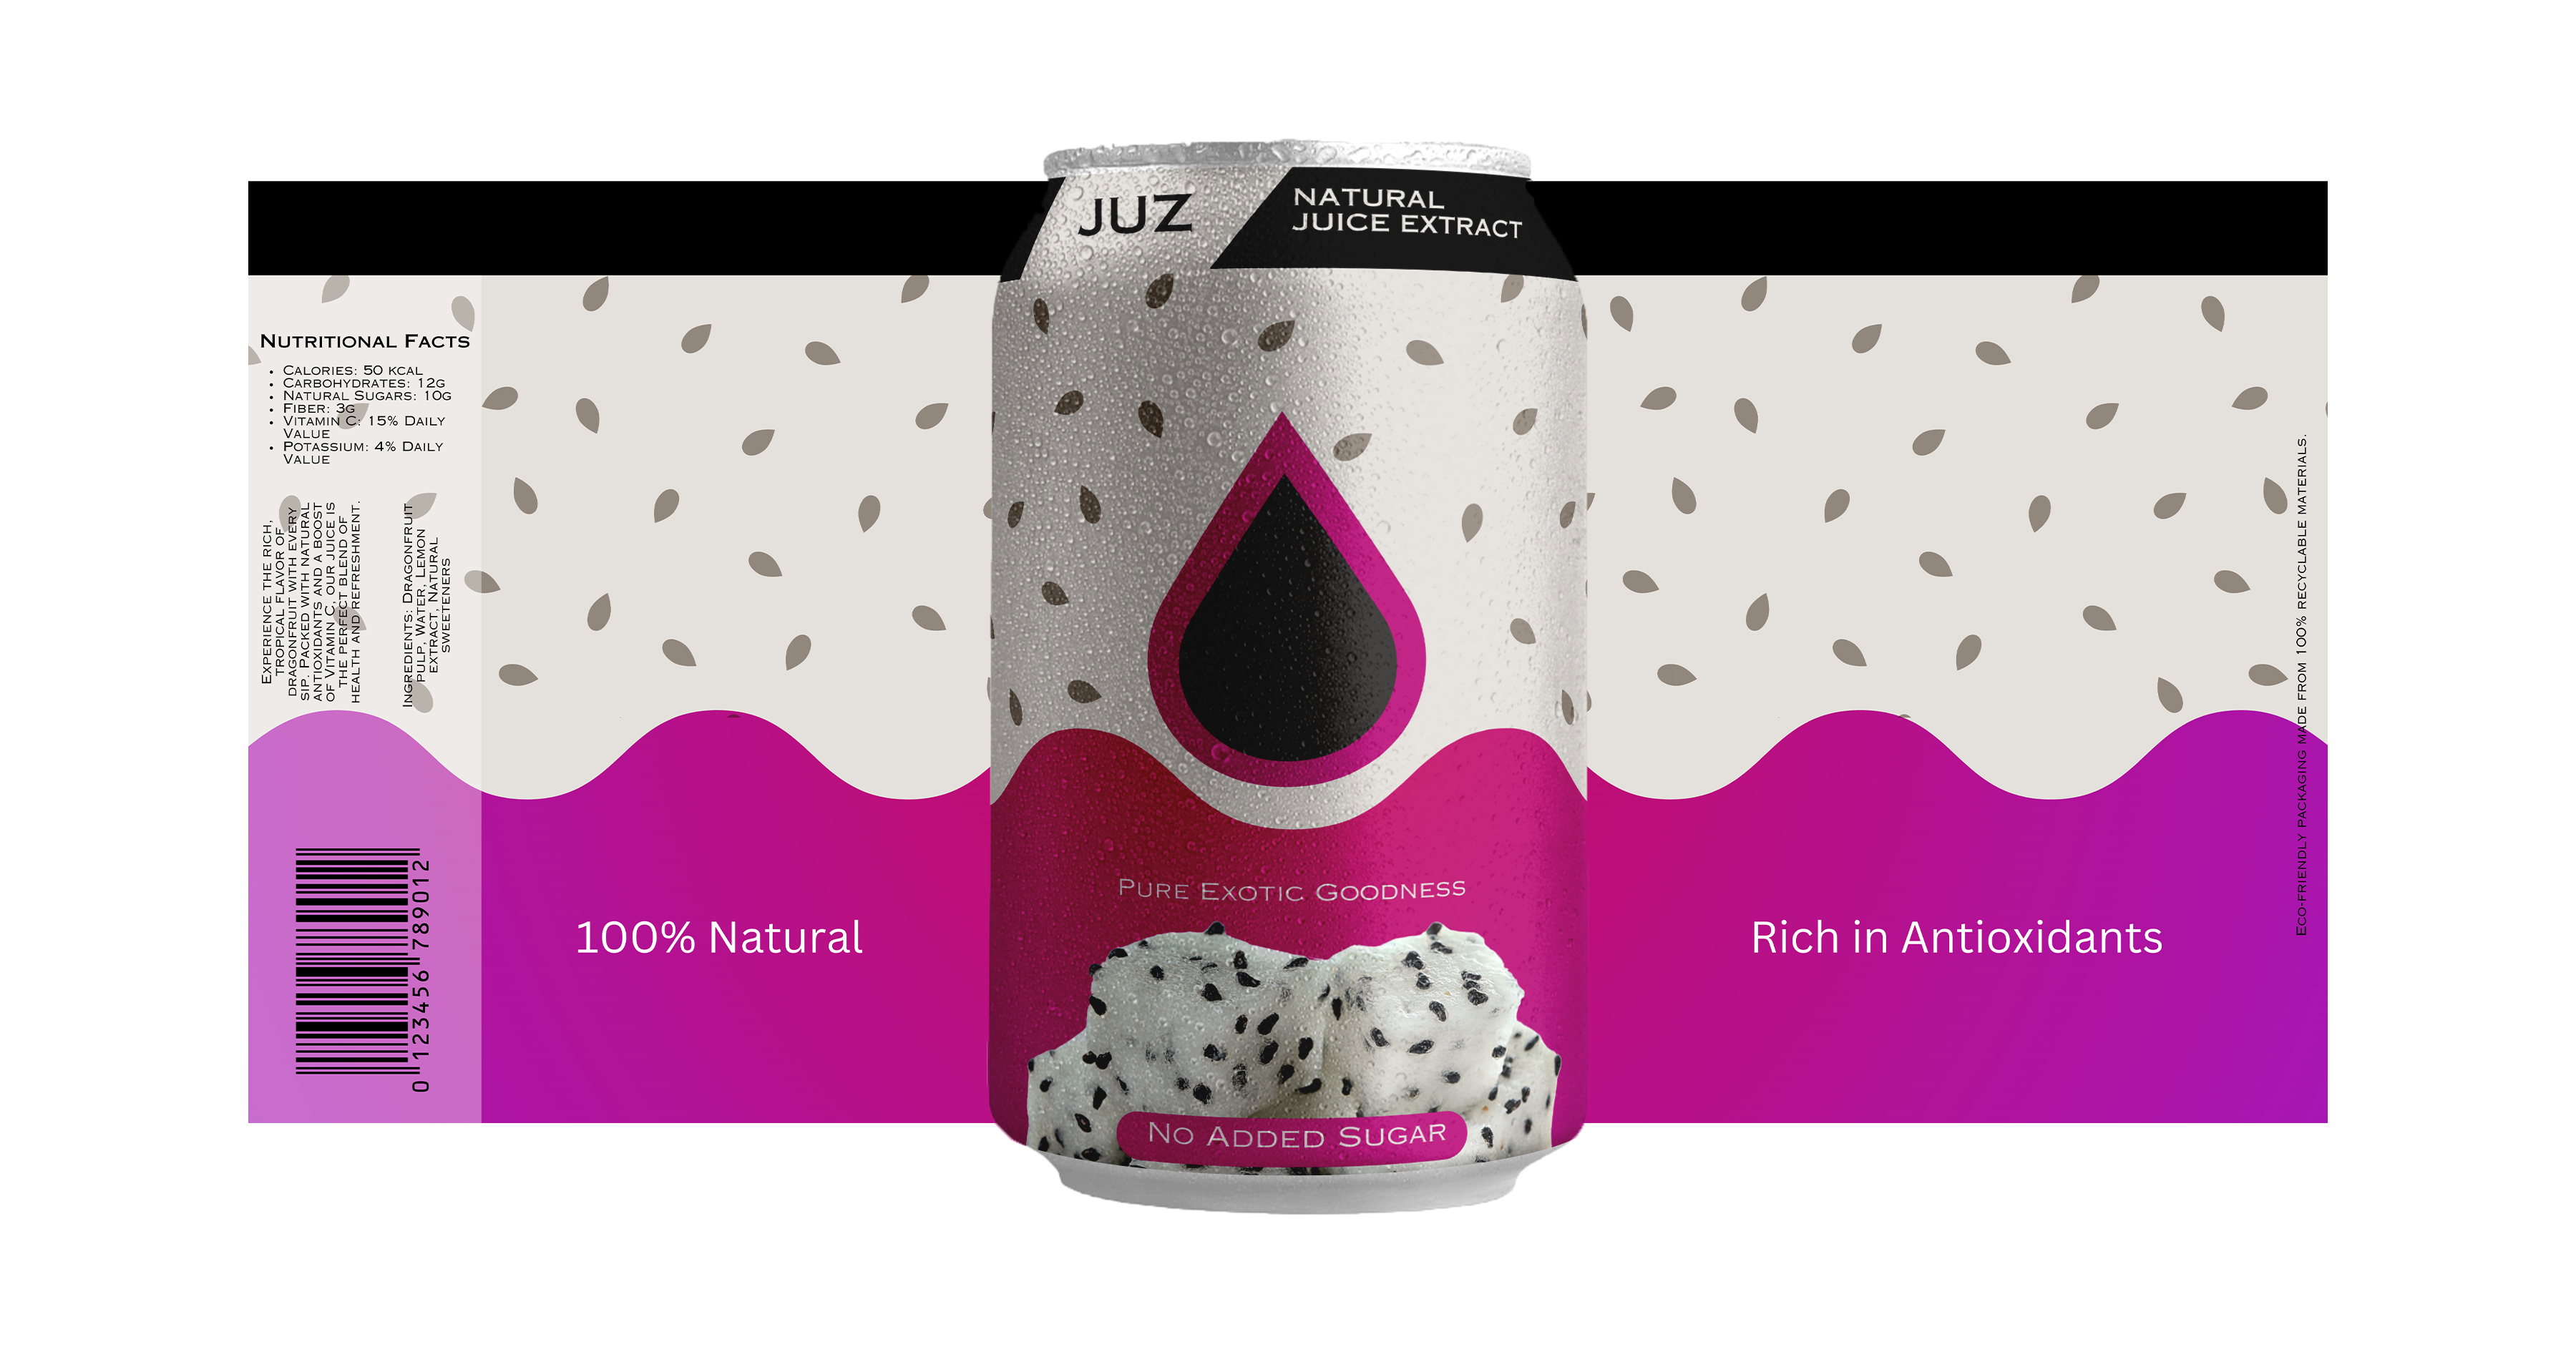 JUZ
NATURAL
JUICE EXTRACT
Nutritional Facts
Calories: 50 kcal
Carbohydrates: 12g
Natural Sugars: 10g
Fiber: 3g
Vitamin C: 15% Daily
Value
Potassium: 4% Daily
Value
Experience the rich,
tropical flavor of
dragonfruit with every
sip. Packed with natural
antioxidants and a boost
of Vitamin C, our juice is
the perfect blend of
health and refreshment.
Ingredients: Dragonfruit
pulp, Water, Lemon
extract, Natural
sweeteners
0 123456 789012
100% Natural
Pure Exotic Goodness
No Added Sugar
Rich in Antioxidants
Eco-friendly packaging made from 100% recyclable materials.